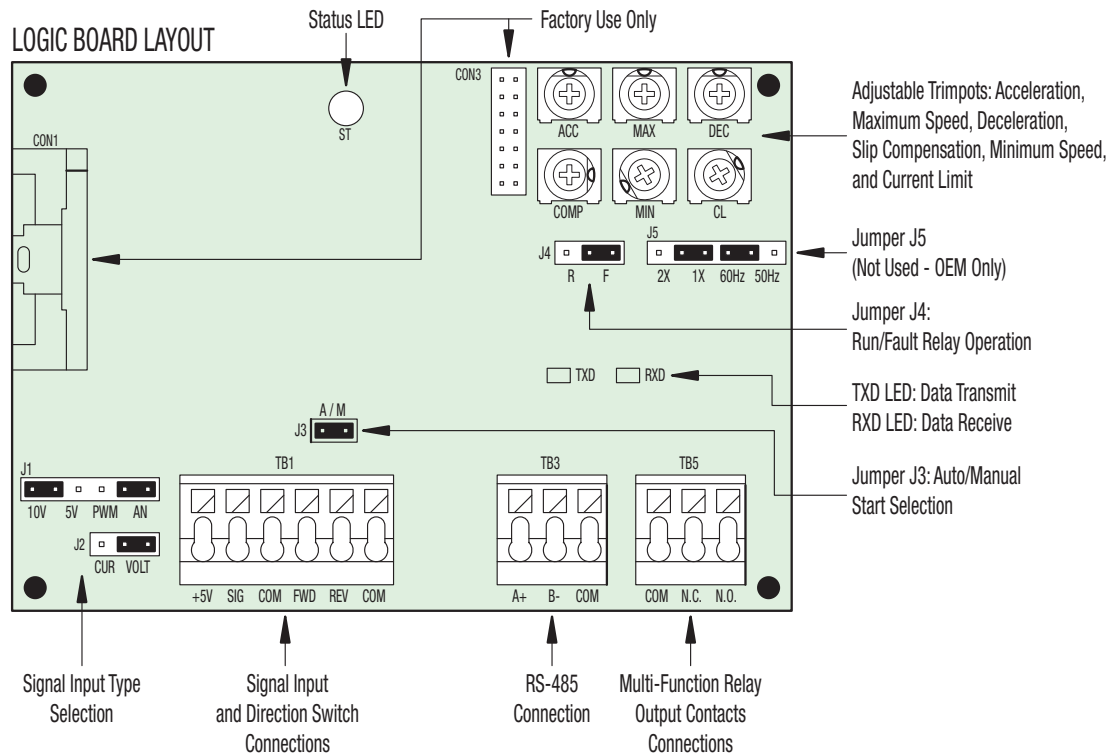 LOGIC BOARD LAYOUT
Status LED
Factory Use Only
CON3
ST
ACC MAX DEC
CON1
COMP MIN CL
Adjustable Trimpots: Acceleration,
Maximum Speed, Deceleration,
Slip Compensation, Minimum Speed,
and Current Limit
J4
R F
J5
2X 1X 60Hz 50Hz
Jumper J5
(Not Used - OEM Only)
Jumper J4:
Run/Fault Relay Operation
TXD RXD
TXD LED: Data Transmit
RXD LED: Data Receive
A / M
J3
Jumper J3: Auto/Manual
Start Selection
J1
10V 5V PWM AN
J2
CUR VOLT
TB1
+5V SIG COM FWD REV COM
TB3
A+ B- COM
TB5
COM N.C. N.O.
Signal Input Type
Selection
Signal Input
and Direction Switch
Connections
RS-485
Connection
Multi-Function Relay
Output Contacts
Connections